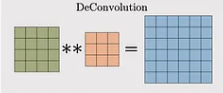 DeConvolution
** =